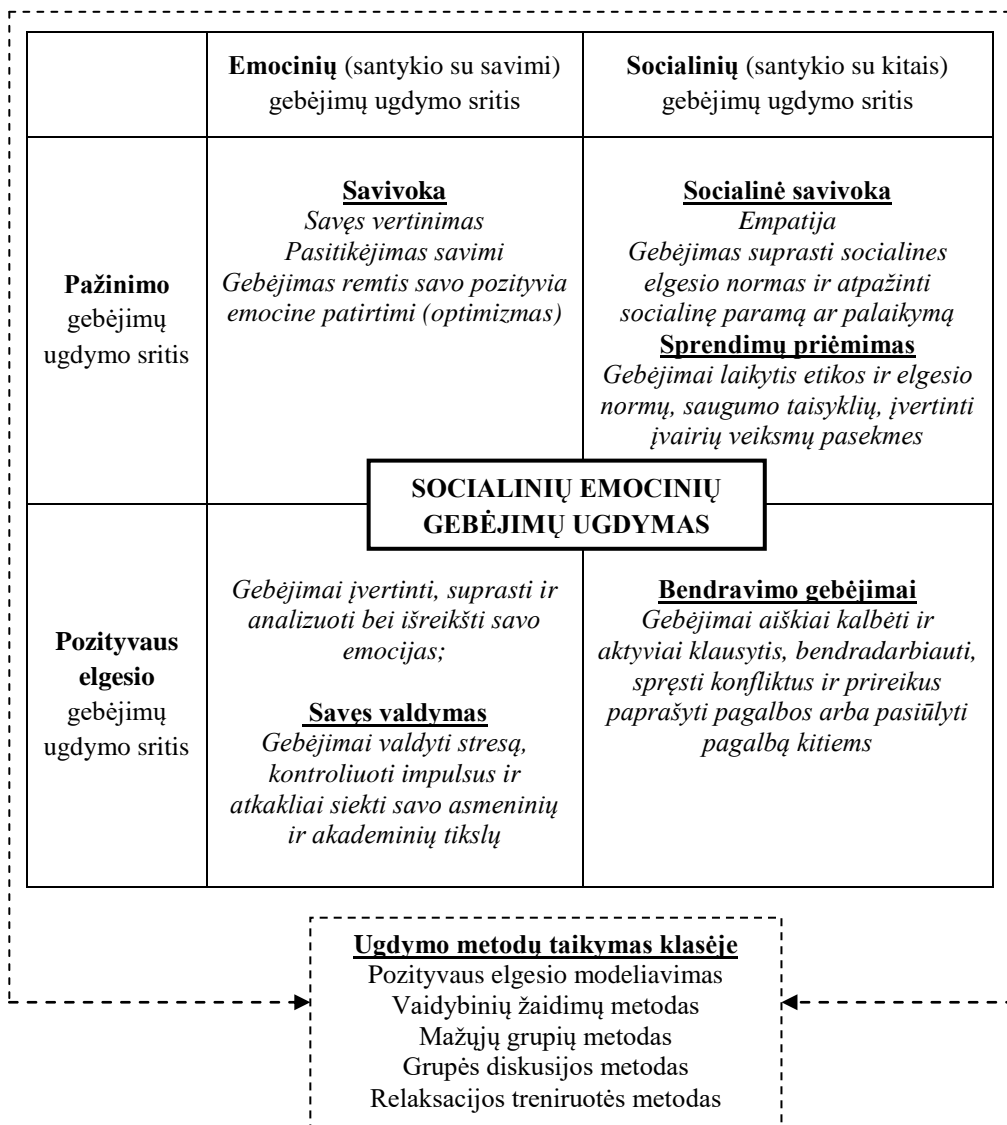 Emocinių (santykio su savimi)
gebėjimų ugdymo sritis
Socialinių (santykio su kitais)
gebėjimų ugdymo sritis
Pažinimo
gebėjimų
ugdymo sritis
Savivoka
Savęs vertinimas
Pasitikėjimas savimi
Gebėjimas remtis savo pozityvia
emocine patirtimi (optimizmas)
Socialinė savivoka
Empatija
Gebėjimas suprasti socialines
elgesio normas ir atpažinti
socialinę paramą ar palaikymą
Sprendimų priėmimas
Gebėjimai laikytis etikos ir elgesio
normų, saugumo taisyklių, įvertinti
įvairių veiksmų pasekmes
SOCIALINIŲ EMOCINIŲ
GEBĖJIMŲ UGDYMAS
Pozityvaus
elgesio
gebėjimų
ugdymo sritis
Gebėjimai įvertinti, suprasti ir
analizuoti bei išreikšti savo
emocijas;
Savęs valdymas
Gebėjimai valdyti stresą,
kontroliuoti impulsus ir
atkakliai siekti savo asmeninių
ir akademinių tikslų
Bendravimo gebėjimai
Gebėjimai aiškiai kalbėti ir
aktyviai klausytis, bendradarbiauti,
spręsti konfliktus ir prireikus
paprašyti pagalbos arba pasiūlyti
pagalbą kitiems
Ugdymo metodų taikymas klasėje
Pozityvaus elgesio modeliavimas
Vaidybinių žaidimų metodas
Mažųjų grupių metodas
Grupės diskusijos metodas
Relaksacijos treniruotės metodas